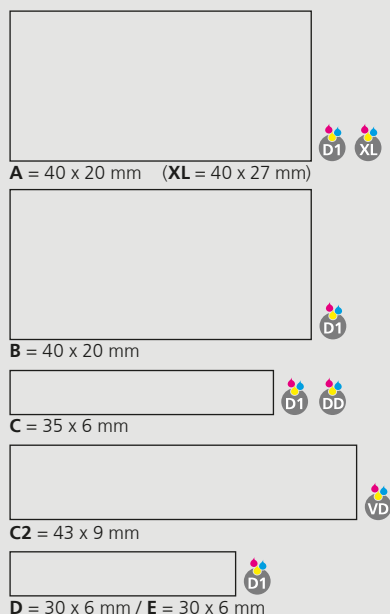 D1 XL
A = 40 x 20 mm (XL = 40 x 27 mm)
D1
B = 40 x 20 mm
D1 DD
C = 35 x 6 mm
VD
C2 = 43 x 9 mm
D1
D = 30 x 6 mm / E = 30 x 6 mm